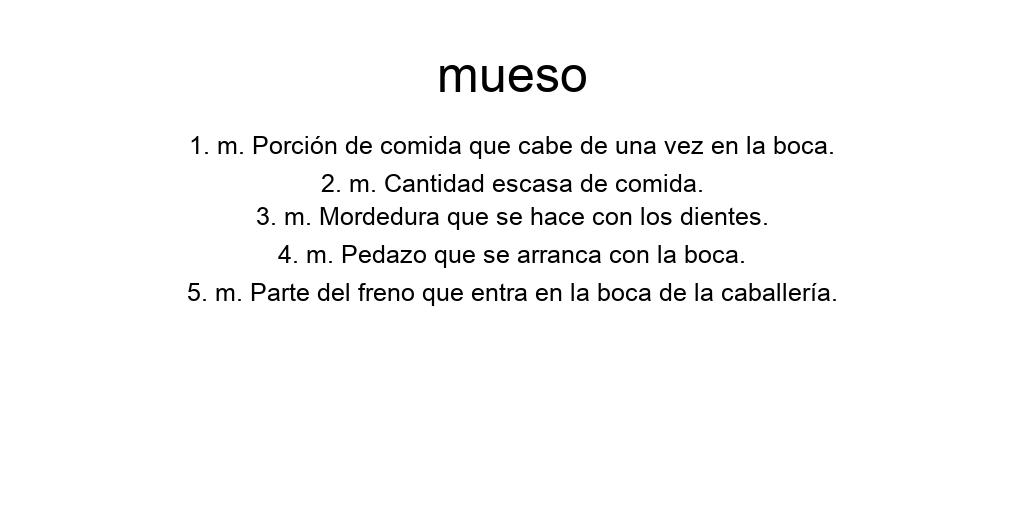 mueso
1. m. Porción de comida que cabe de una vez en la boca.
2. m. Cantidad escasa de comida.
3. m. Mordedura que se hace con los dientes.
4. m. Pedazo que se arranca con la boca.
5. m. Parte del freno que entra en la boca de la caballería.